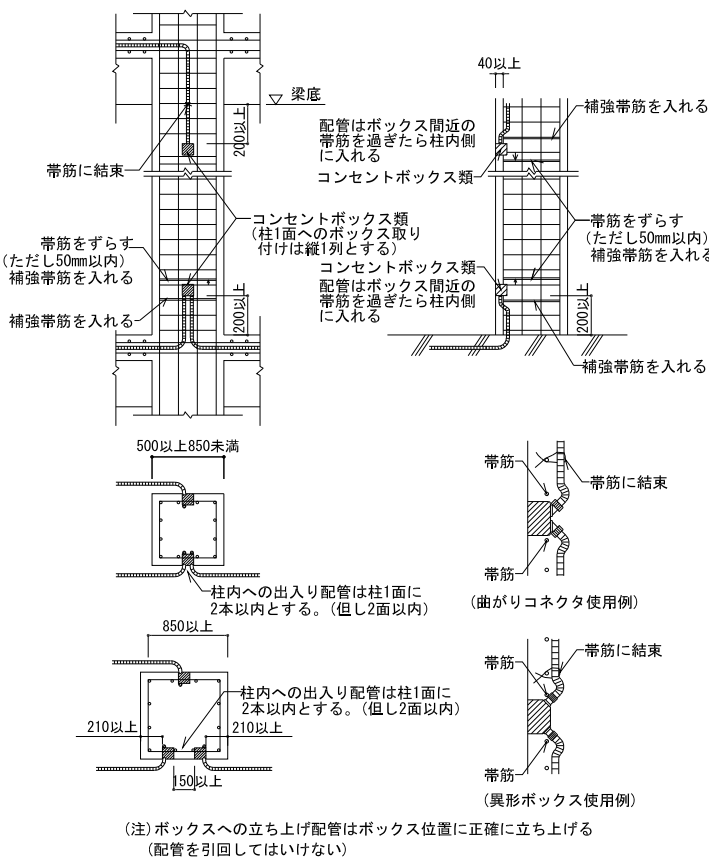 梁底
200以上
帯筋に結束
コンセントボックス類
(柱1面へのボックス取り
付けは縦1列とする)
帯筋をずらす
(ただし50mm以内)
補強帯筋を入れる
補強帯筋を入れる
200以上
40以上
補強帯筋を入れる
配管はボックス間近の
帯筋を過ぎたら柱内側
に入れる
コンセントボックス類
帯筋をずらす
(ただし50mm以内)
補強帯筋を入れる
コンセントボックス類
配管はボックス間近の
帯筋を過ぎたら柱内側
に入れる
200以上
補強帯筋を入れる
500以上850未満
柱内への出入り配管は柱1面に
2本以内とする。(但し2面以内)
帯筋
帯筋に結束
帯筋
(曲がりコネクタ使用例)
850以上
柱内への出入り配管は柱1面に
2本以内とする。(但し2面以内)
210以上
210以上
150以上
帯筋
帯筋に結束
帯筋
(異形ボックス使用例)
(注)ボックスへの立ち上げ配管はボックス位置に正確に立ち上げる
(配管を引回してはいけない)